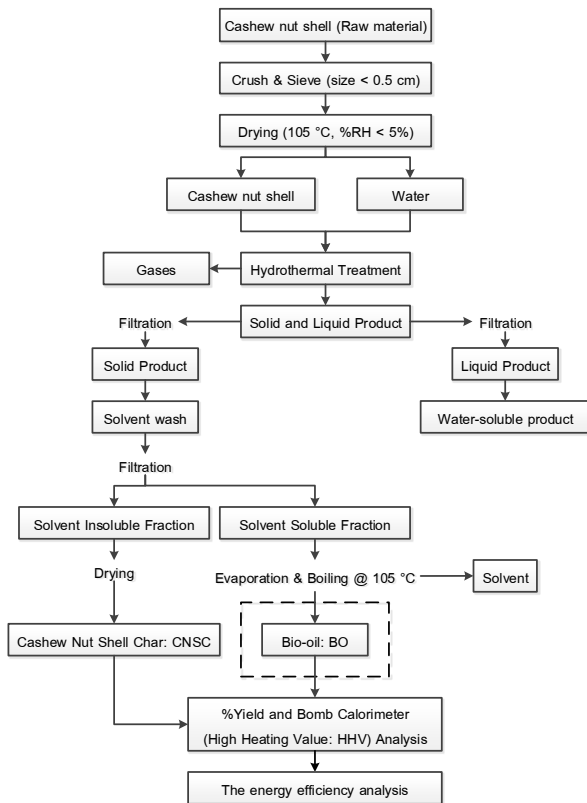 Cashew nut shell (Raw material)
Crush & Sieve (size < 0.5 cm)
Drying (105 °C, %RH < 5%)
Cashew nut shell
Water
Gases
Hydrothermal Treatment
Filtration
Solid and Liquid Product
Filtration
Solid Product
Liquid Product
Solvent wash
Water-soluble product
Filtration
Solvent Insoluble Fraction
Solvent Soluble Fraction
Drying
Evaporation & Boiling @ 105 °C
Solvent
Cashew Nut Shell Char: CNSC
Bio-oil: BO
%Yield and Bomb Calorimeter
(High Heating Value: HHV) Analysis
The energy efficiency analysis